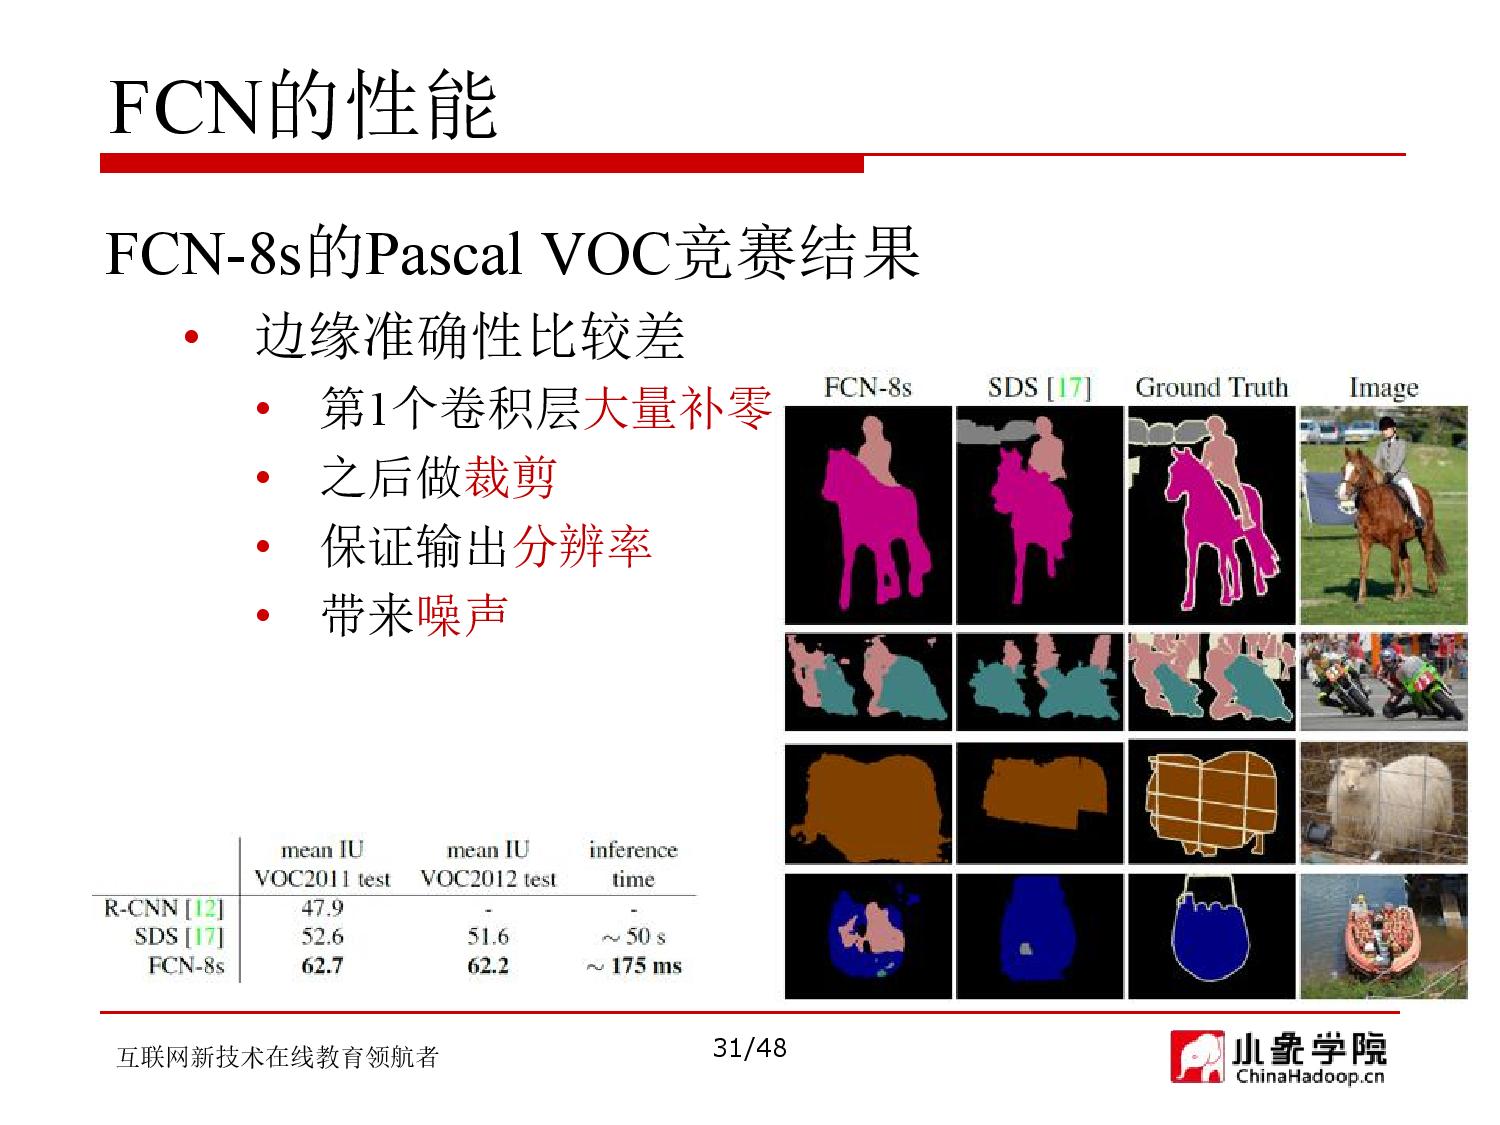 FCN的性能
FCN-8s的Pascal VOC竞赛结果
• 边缘准确性比较差
• 第1个卷积层大量补零
• 之后做裁剪
• 保证输出分辨率
• 带来噪声
FCN-8s SDS [17] Ground Truth Image
mean IU mean IU inference
VOC2011 test VOC2012 test time
R-CNN [12] 47.9 - -
SDS [17] 52.6 51.6 ~ 50 s
FCN-8s 62.7 62.2 ~ 175 ms
互联网新技术在线教育领航者
31/48
小象学院
ChinaHadoop.cn